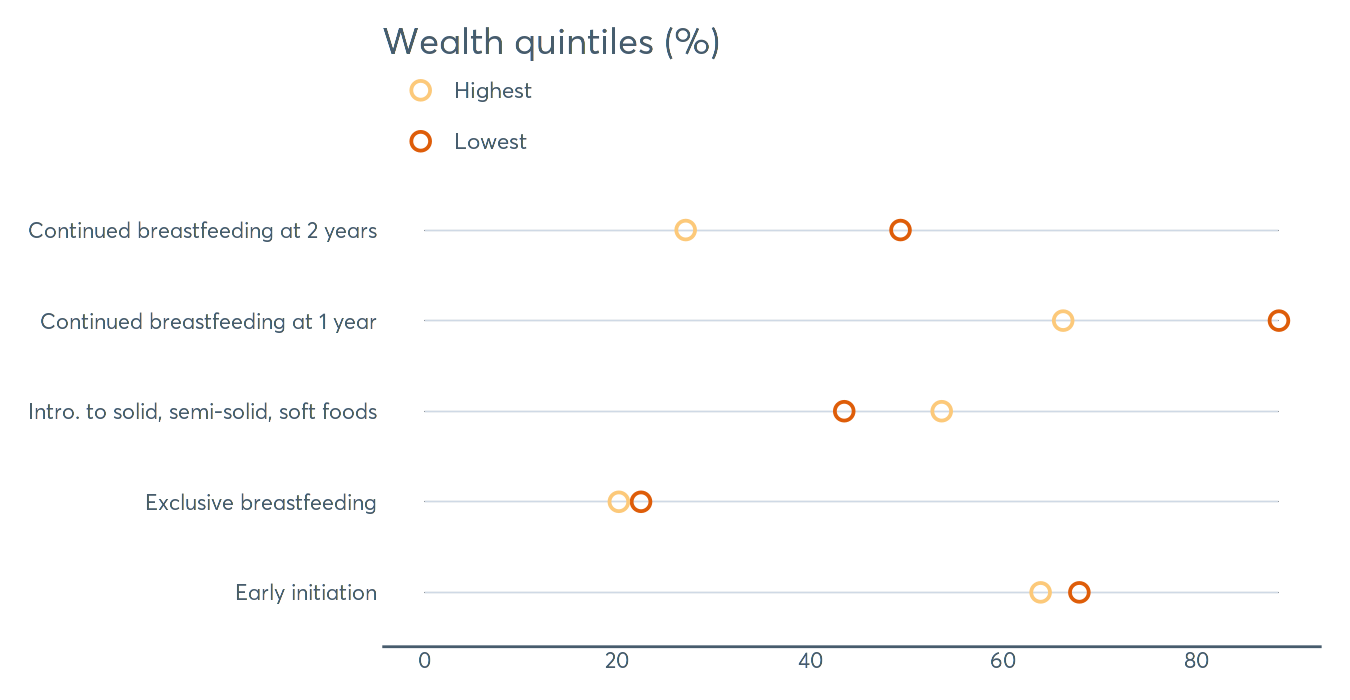 Wealth quintiles (%)
Highest
Lowest
Continued breastfeeding at 2 years
Continued breastfeeding at 1 year
Intro. to solid, semi-solid, soft foods
Exclusive breastfeeding
Early initiation
0 20 40 60 80